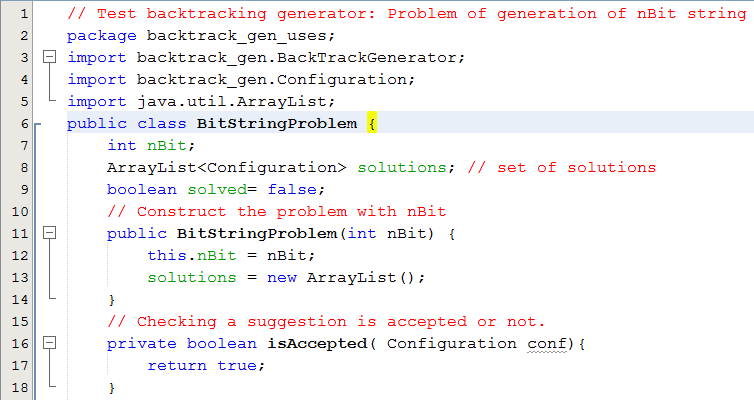 1 // Test backtracking generator: Problem of generation of nBit string
2 package backtrack_gen_uses;
3 import backtrack_gen.BackTrackGenerator;
4 import backtrack_gen.Configuration;
5 import java.util.ArrayList;
6 public class BitStringProblem {
7 int nBit;
8 ArrayList<Configuration> solutions; // set of solutions
9 boolean solved= false;
10 // Construct the problem with nBit
11 public BitStringProblem(int nBit) {
12 this.nBit = nBit;
13 solutions = new ArrayList();
14 }
15 // Checking a suggestion is accepted or not.
16 private boolean isAccepted( Configuration conf){
17 return true;
18 }